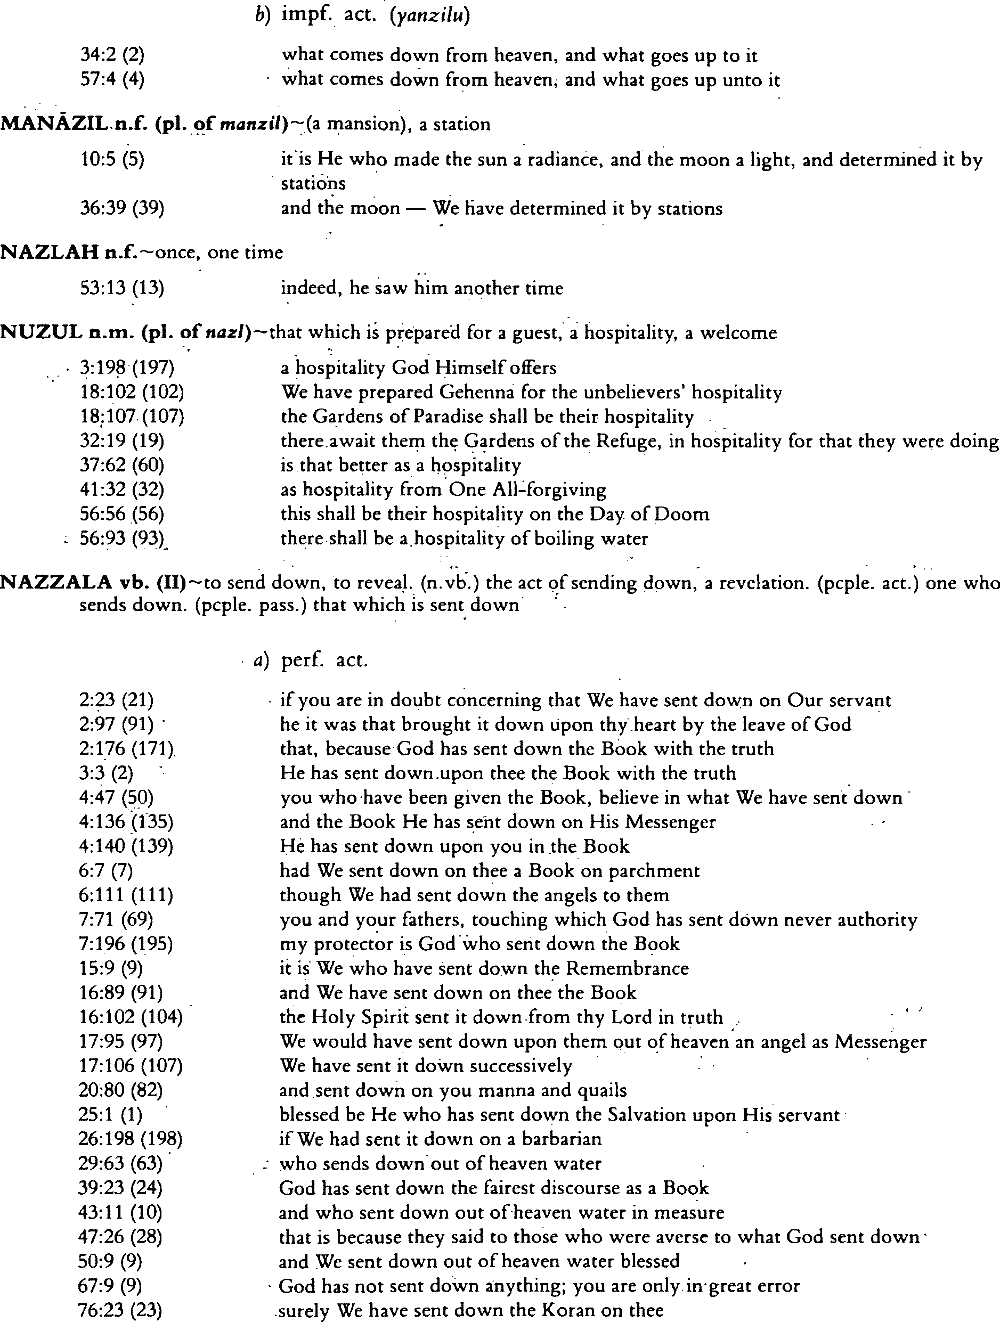 b) impf. act. (yanzilu)
34:2 (2) what comes down from heaven, and what goes up to it
57:4 (4) what comes down from heaven, and what goes up unto it
MANĀZIL n.f. (pl. of manzil)~(a mansion), a station
10:5 (5) it is He who made the sun a radiance, and the moon a light, and determined it by
stations
36:39 (39) and the moon — We have determined it by stations
NAZLAH n.f.~once, one time
53:13 (13) indeed, he saw him another time
NUZUL n.m. (pl. of nazl)~that which is prepared for a guest, a hospitality, a welcome
3:198 (197) a hospitality God Himself offers
18:102 (102) We have prepared Gehenna for the unbelievers' hospitality
18:107 (107) the Gardens of Paradise shall be their hospitality
32:19 (19) there await them the Gardens of the Refuge, in hospitality for that they were doing
37:62 (60) is that better as a hospitality
41:32 (32) as hospitality from One All-forgiving
56:56 (56) this shall be their hospitality on the Day of Doom
56:93 (93) there shall be a hospitality of boiling water
NAZZALA vb. (II)~to send down, to reveal. (n.vb.) the act of sending down, a revelation. (pcple. act.) one who
sends down. (pcple. pass.) that which is sent down
a) perf. act.
2:23 (21) if you are in doubt concerning that We have sent down on Our servant
2:97 (91) he it was that brought it down upon thy heart by the leave of God
2:176 (171) that, because God has sent down the Book with the truth
3:3 (2) He has sent down upon thee the Book with the truth
4:47 (50) you who have been given the Book, believe in what We have sent down
4:136 (135) and the Book He has sent down on His Messenger
4:140 (139) He has sent down upon you in the Book
6:7 (7) had We sent down on thee a Book on parchment
6:111 (111) though We had sent down the angels to them
7:71 (69) you and your fathers, touching which God has sent down never authority
7:196 (195) my protector is God who sent down the Book
15:9 (9) it is We who have sent down the Remembrance
16:89 (91) and We have sent down on thee the Book
16:102 (104) the Holy Spirit sent it down from thy Lord in truth
17:95 (97) We would have sent down upon them out of heaven an angel as Messenger
17:106 (107) We have sent it down successively
20:80 (82) and sent down on you manna and quails
25:1 (1) blessed be He who has sent down the Salvation upon His servant
26:198 (198) if We had sent it down on a barbarian
29:63 (63) who sends down out of heaven water
39:23 (24) God has sent down the fairest discourse as a Book
43:11 (10) and who sent down out of heaven water in measure
47:26 (28) that is because they said to those who were averse to what God sent down
50:9 (9) and We sent down out of heaven water blessed
67:9 (9) God has not sent down anything; you are only in great error
76:23 (23) surely We have sent down the Koran on thee